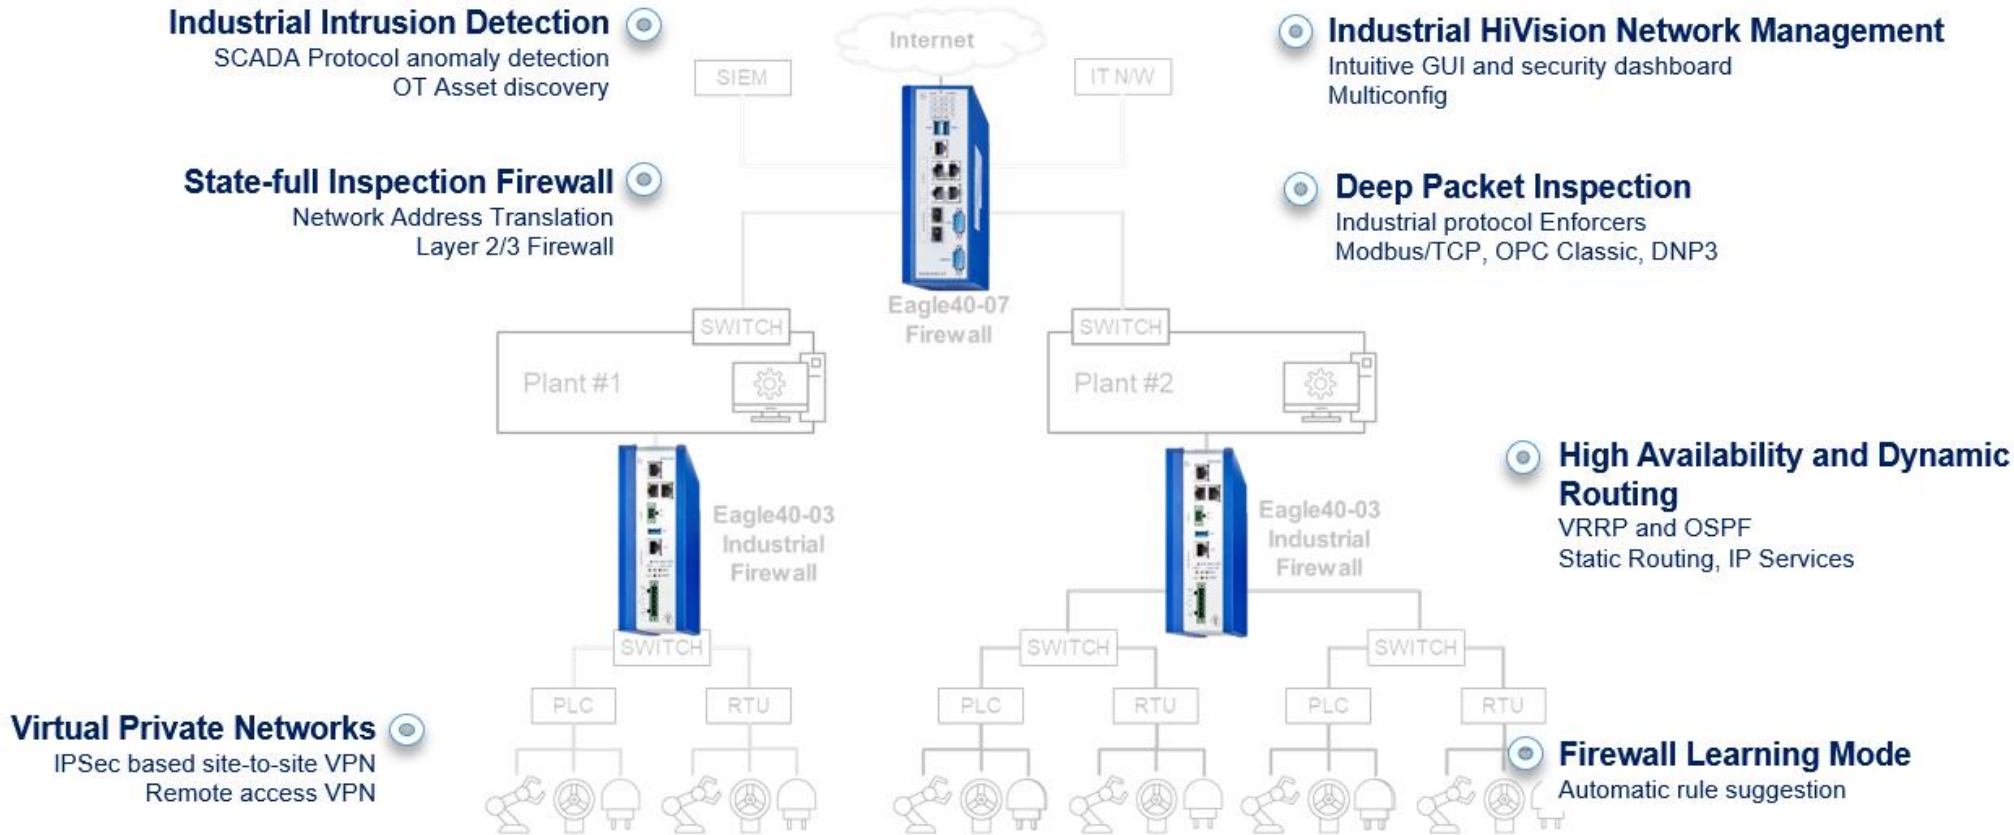 Industrial Intrusion Detection
SCADA Protocol anomaly detection
OT Asset discovery
Internet
SIEM
IT N/W
Industrial HiVision Network Management
Intuitive GUI and security dashboard
Multiconfig
State-full Inspection Firewall
Network Address Translation
Layer 2/3 Firewall
Deep Packet Inspection
Industrial protocol Enforcers
Modbus/TCP, OPC Classic, DNP3
Eagle40-07
Firewall
SWITCH
Plant #1
SWITCH
Plant #2
Eagle40-03
Industrial
Firewall
Eagle40-03
Industrial
Firewall
High Availability and Dynamic
Routing
VRRP and OSPF
Static Routing, IP Services
SWITCH
SWITCH
SWITCH
PLC
RTU
PLC
RTU
PLC
RTU
Virtual Private Networks
IPSec based site-to-site VPN
Remote access VPN
Firewall Learning Mode
Automatic rule suggestion